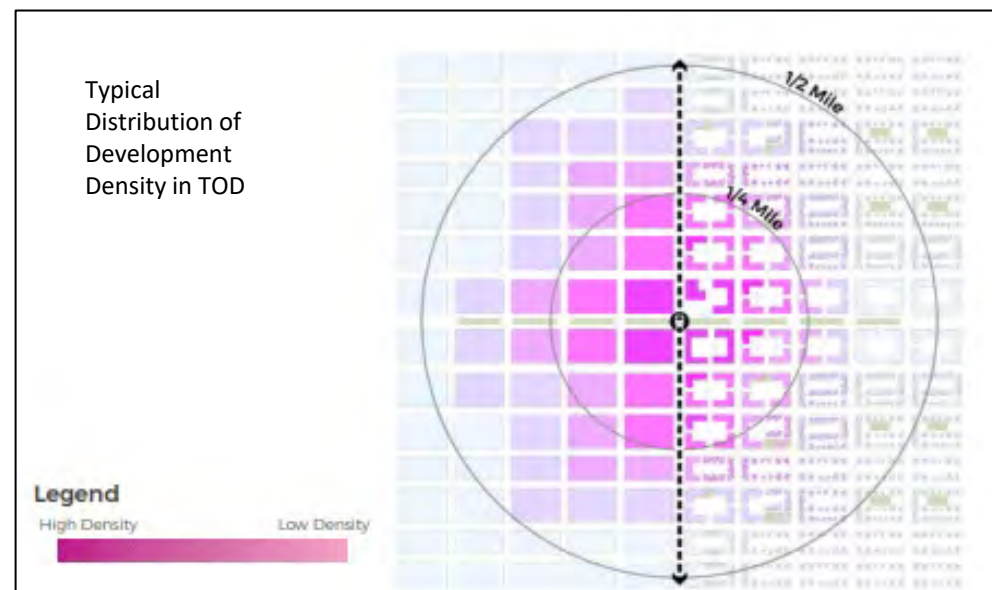 Typical
Distribution of
Development
Density in TOD
1/2 Mile
1/4 Mile
Legend
High Density
Low Density